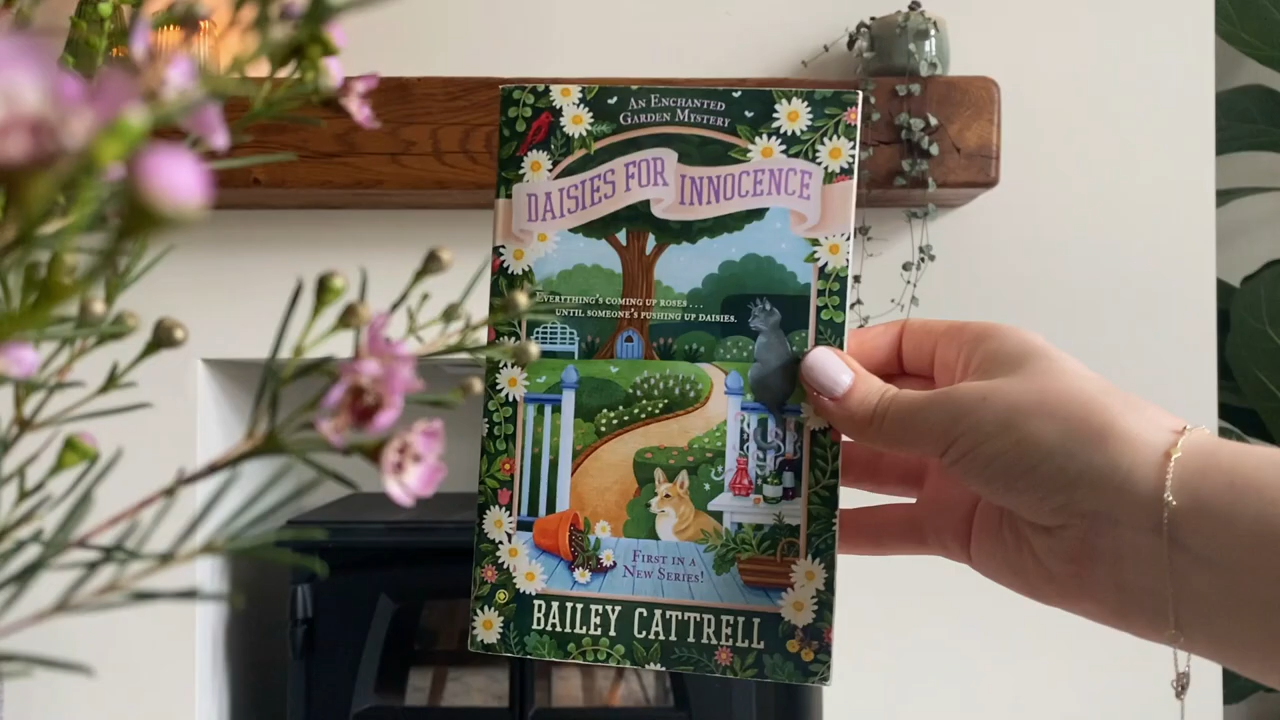 An Enchanted
Garden Mystery
Daisies for Innocence
Everything's coming up roses . . .
until someone's pushing up daisies.
First in a
New Series!
Bailey Cattrell